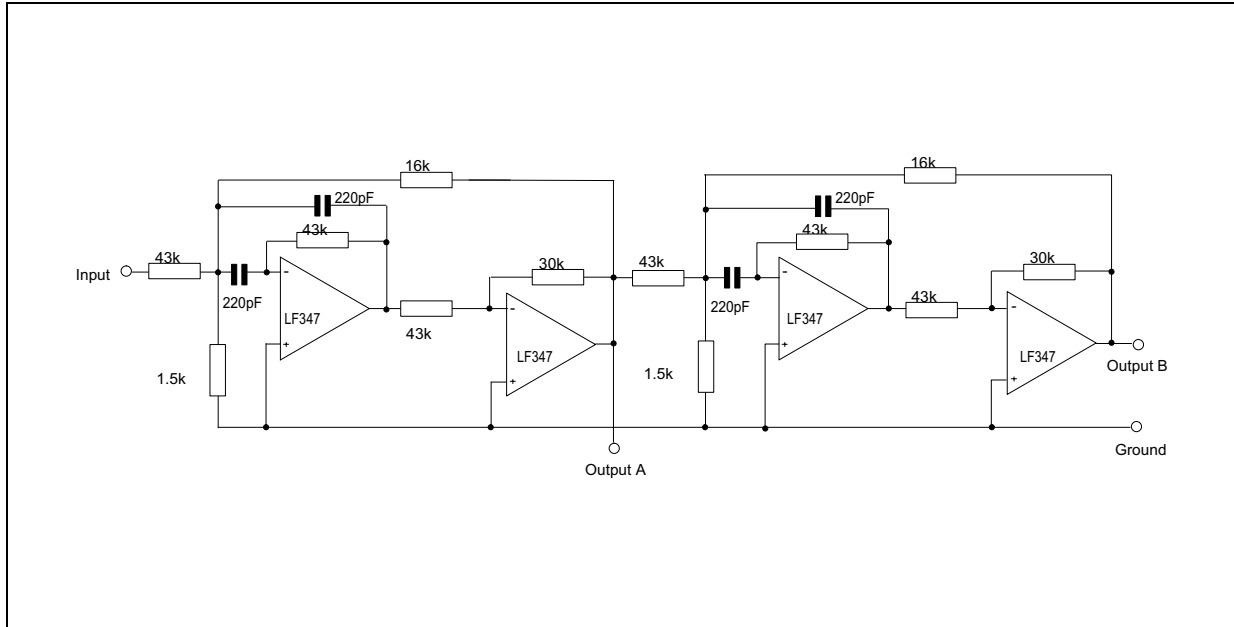 16k
16k
220pF
220pF
43k
43k
43k
43k
30k
30k
Input
-
-
-
-
220pF
220pF
LF347
LF347
43k
43k
LF347
LF347
+
+
+
+
1.5k
1.5k
Output B
Ground
Output A